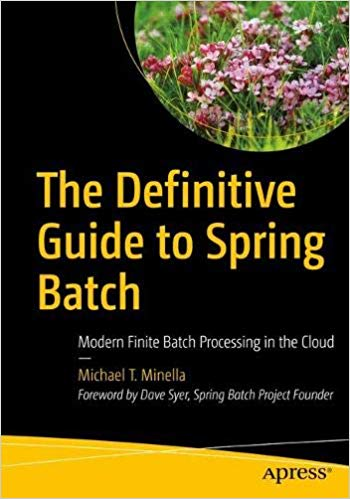 The Definitive
Guide to Spring
Batch
Modern Finite Batch Processing in the Cloud
—
Michael T. Minella
Foreword by Dave Syer, Spring Batch Project Founder
Apress®